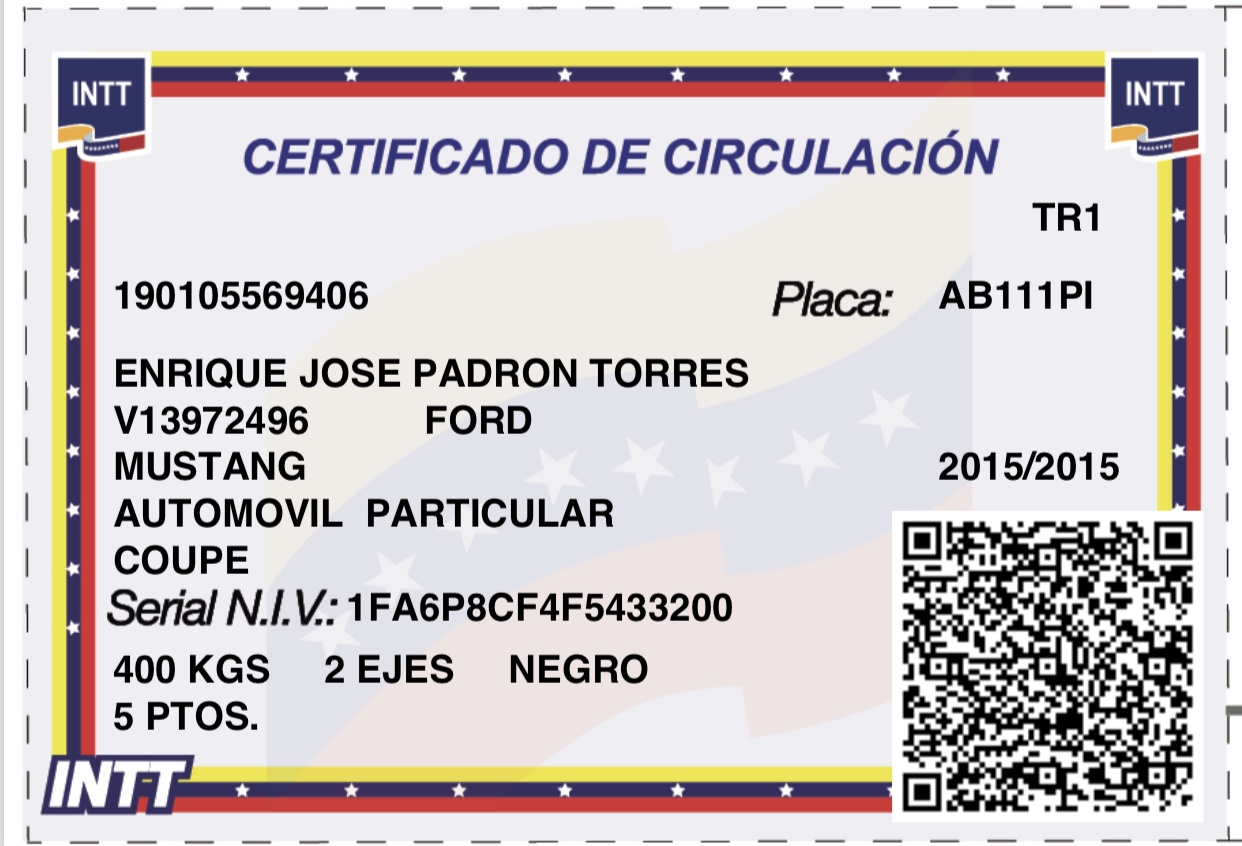 INTT
INTT
CERTIFICADO DE CIRCULACIÓN
TR1
190105569406 Placa: AB111PI
ENRIQUE JOSE PADRON TORRES
V13972496 FORD
MUSTANG 2015/2015
AUTOMOVIL PARTICULAR
COUPE
Serial N.I.V.: 1FA6P8CF4F5433200
400 KGS 2 EJES NEGRO
5 PTOS.
INTT